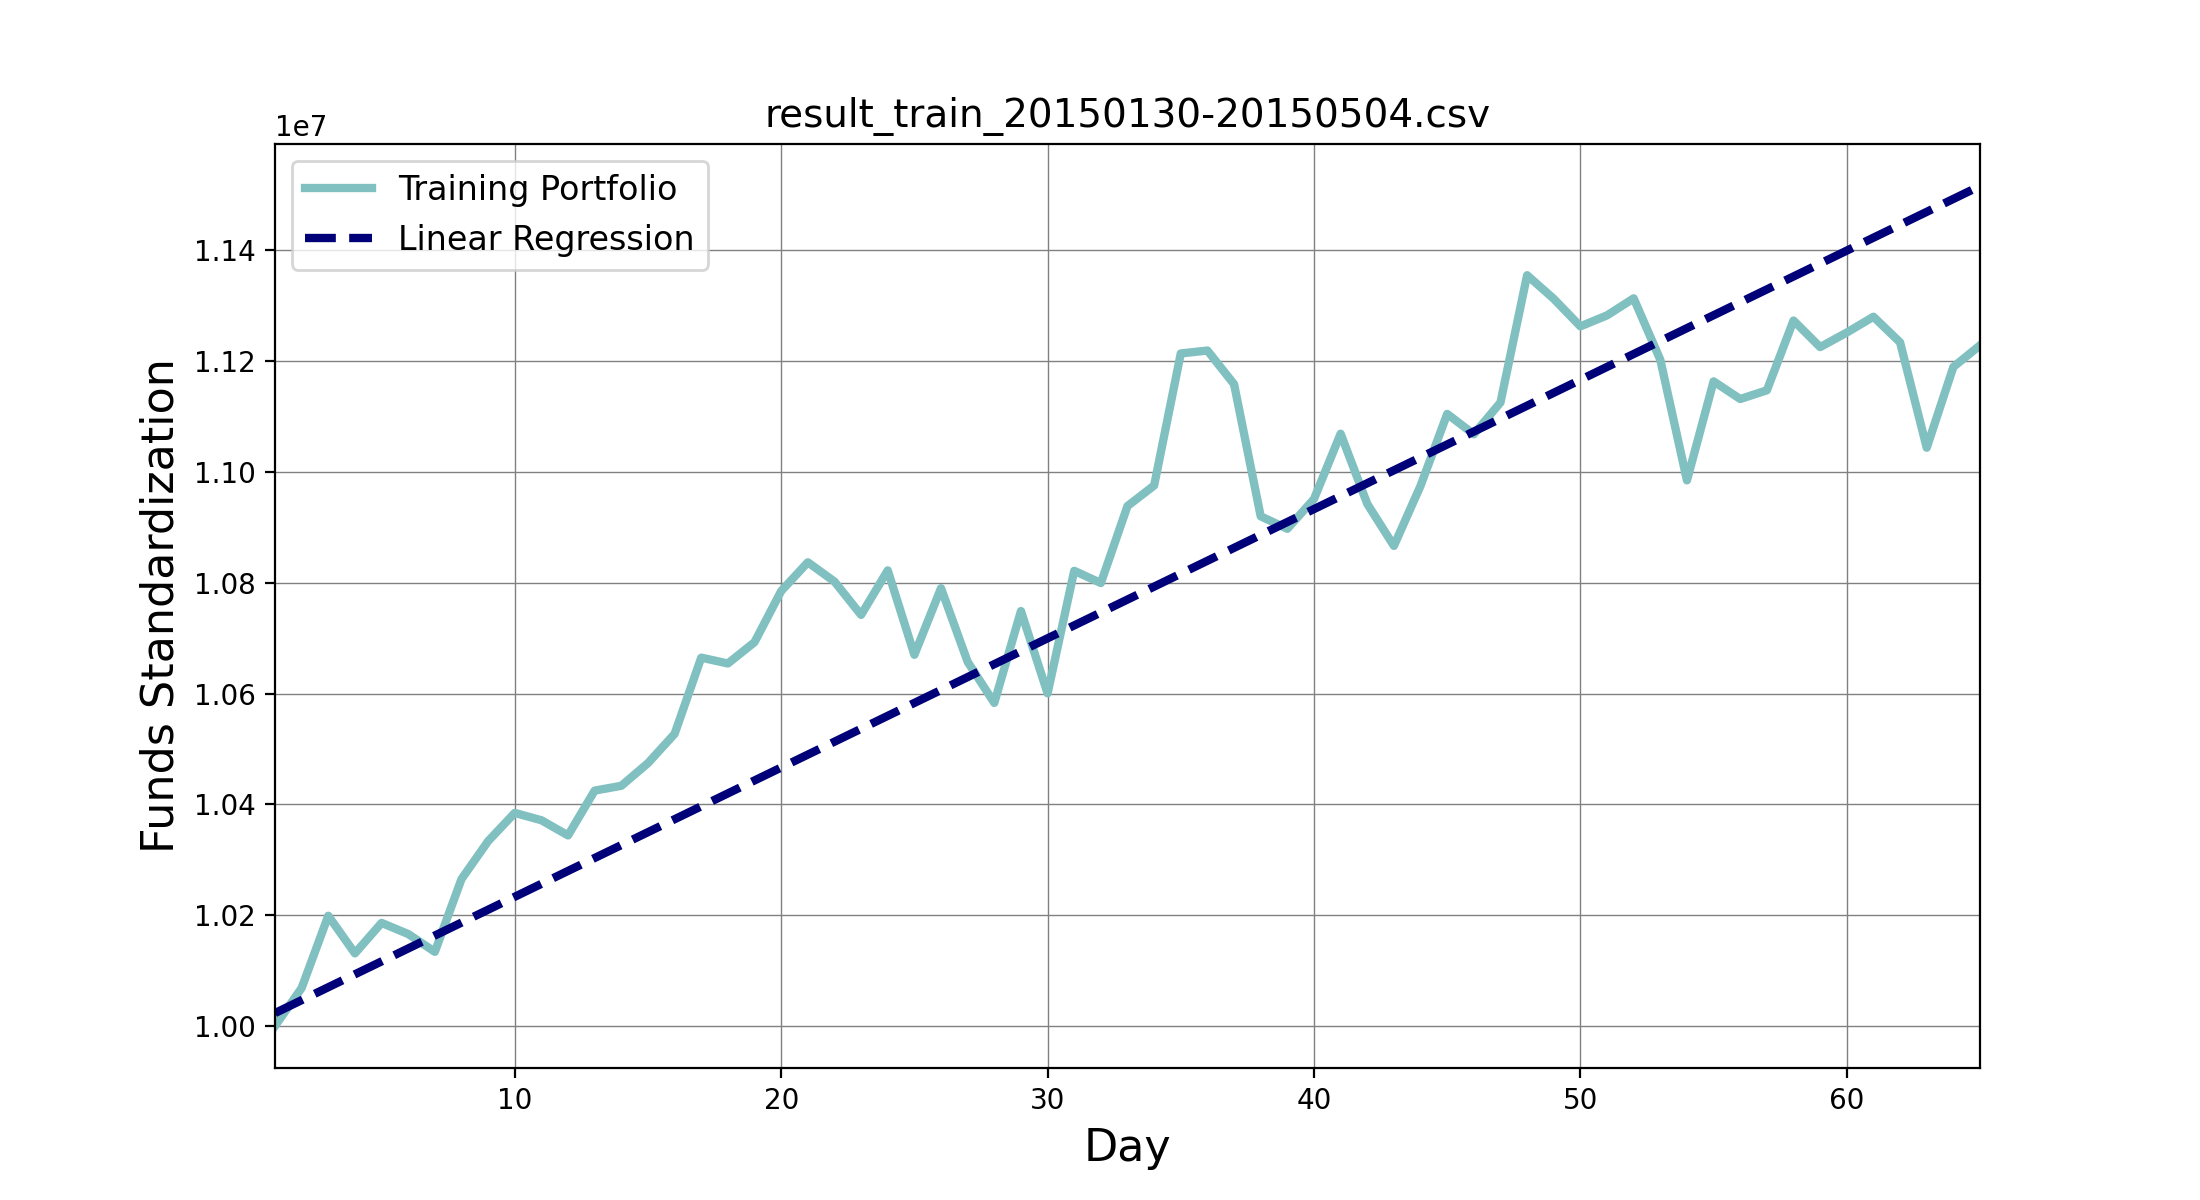 result_train_20150130-20150504.csv
1e7
Training Portfolio
Linear Regression
1.14
1.12
1.10
1.08
1.06
1.04
1.02
1.00
Funds Standardization
10 20 30 40 50 60
Day